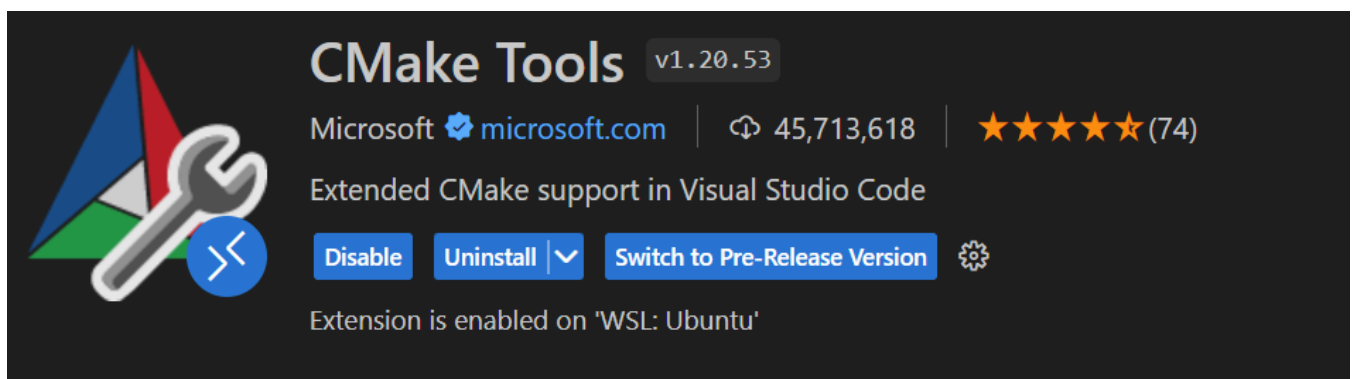 CMake Tools v1.20.53
Microsoft microsoft.com 45,713,618 (74)
Extended CMake support in Visual Studio Code
Disable Uninstall Switch to Pre-Release Version
Extension is enabled on 'WSL: Ubuntu'